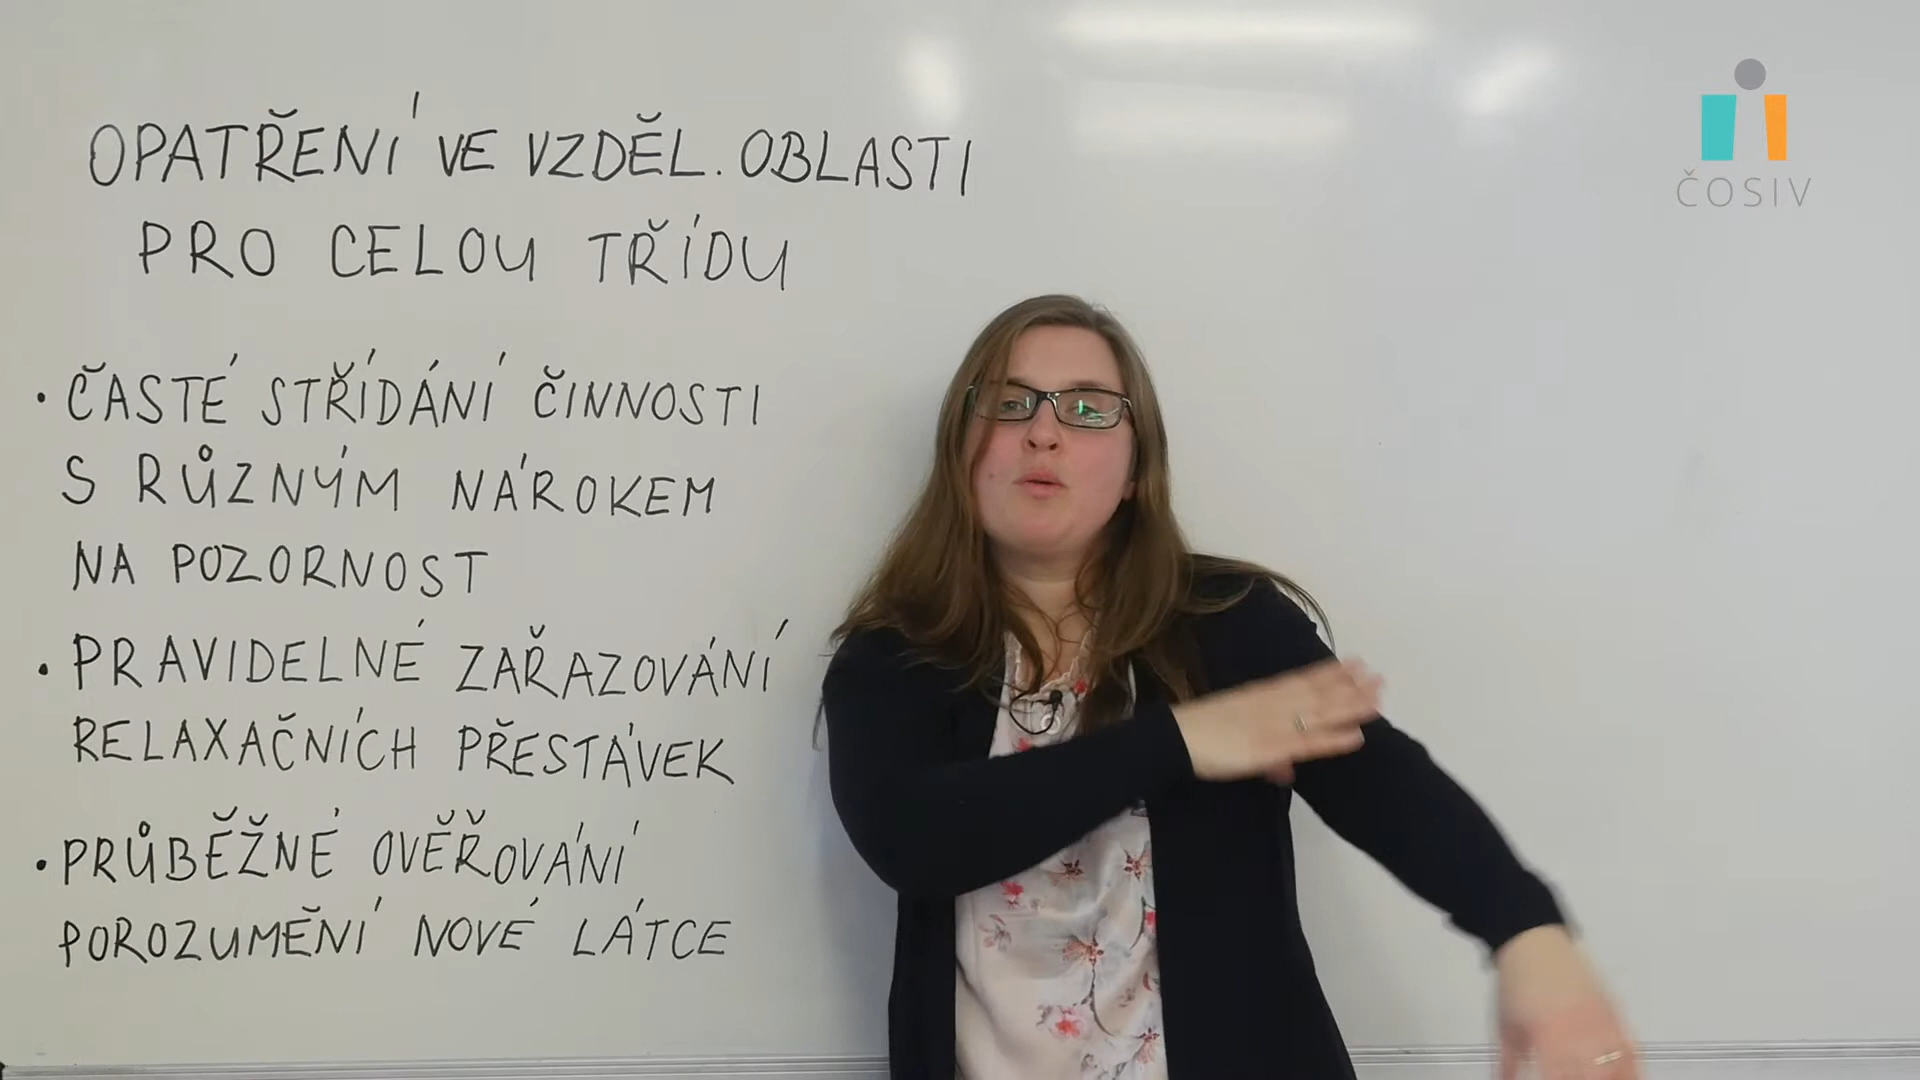 OPATŘENÍ VE VZDĚL. OBLASTI
PRO CELOU TŘÍDU
• ČASTÉ STŘÍDÁNÍ ČINNOSTI
S RŮZNÝM NÁROKEM
NA POZORNOST
• PRAVIDELNÉ ZAŘAZOVÁNÍ
RELAXAČNÍCH PŘESTÁVEK
• PRŮBĚŽNÉ OVĚŘOVÁNÍ
POROZUMĚNÍ NOVÉ LÁTCE
ČOSIV